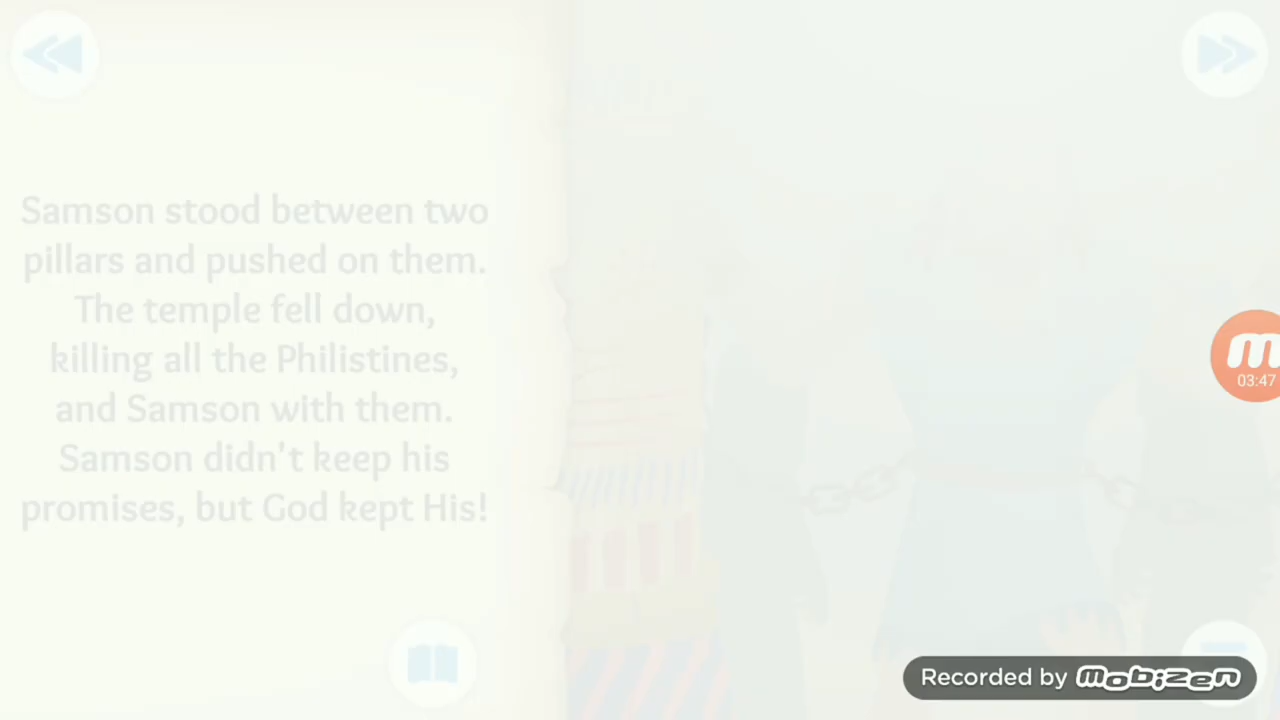 Samson stood between two
pillars and pushed on them.
The temple fell down,
killing all the Philistines,
and Samson with them.
Samson didn't keep his
promises, but God kept His!
03:47
Recorded by mobizen